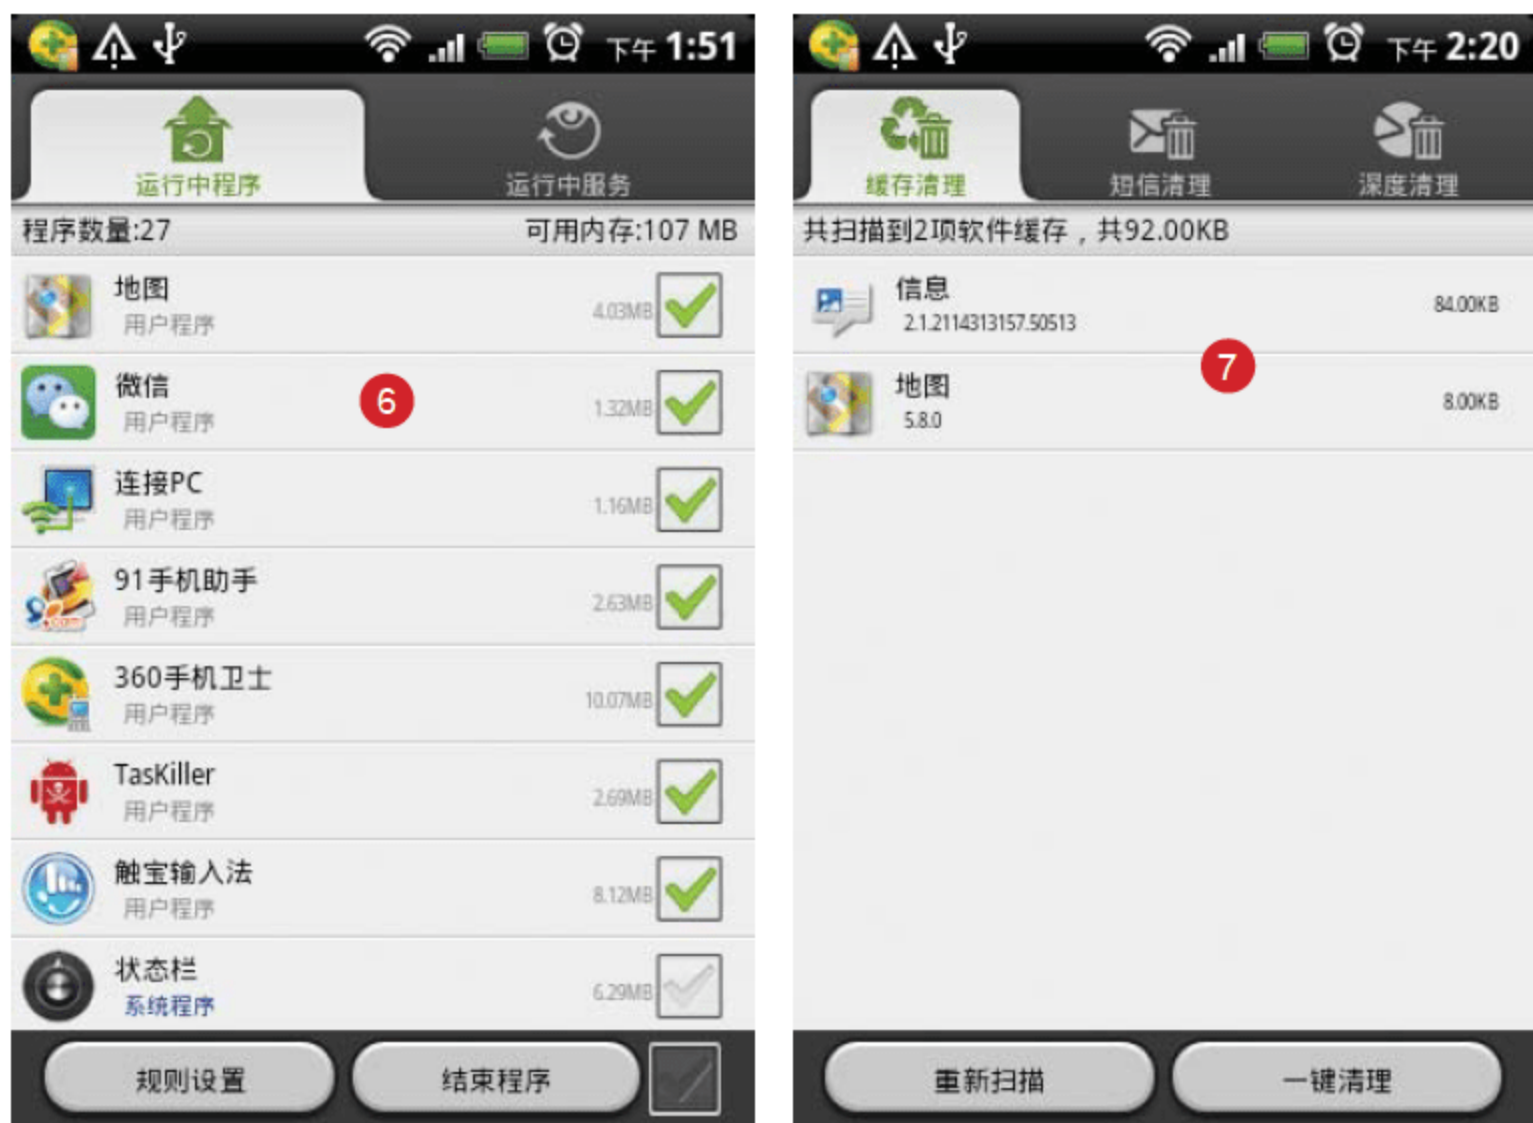 下午 1:51
运行中程序
运行中服务
程序数量:27
可用内存:107 MB
地图
用户程序
4.03MB
微信
用户程序
1.32MB
6
连接PC
用户程序
1.16MB
91手机助手
用户程序
2.63MB
360手机卫士
用户程序
10.07MB
TasKiller
用户程序
2.69MB
触宝输入法
用户程序
8.12MB
状态栏
系统程序
6.29MB
规则设置
结束程序
下午 2:20
缓存清理
短信清理
深度清理
共扫描到2项软件缓存，共92.00KB
信息
2.1.2114313157.50513
84.00KB
7
地图
5.8.0
8.00KB
重新扫描
一键清理